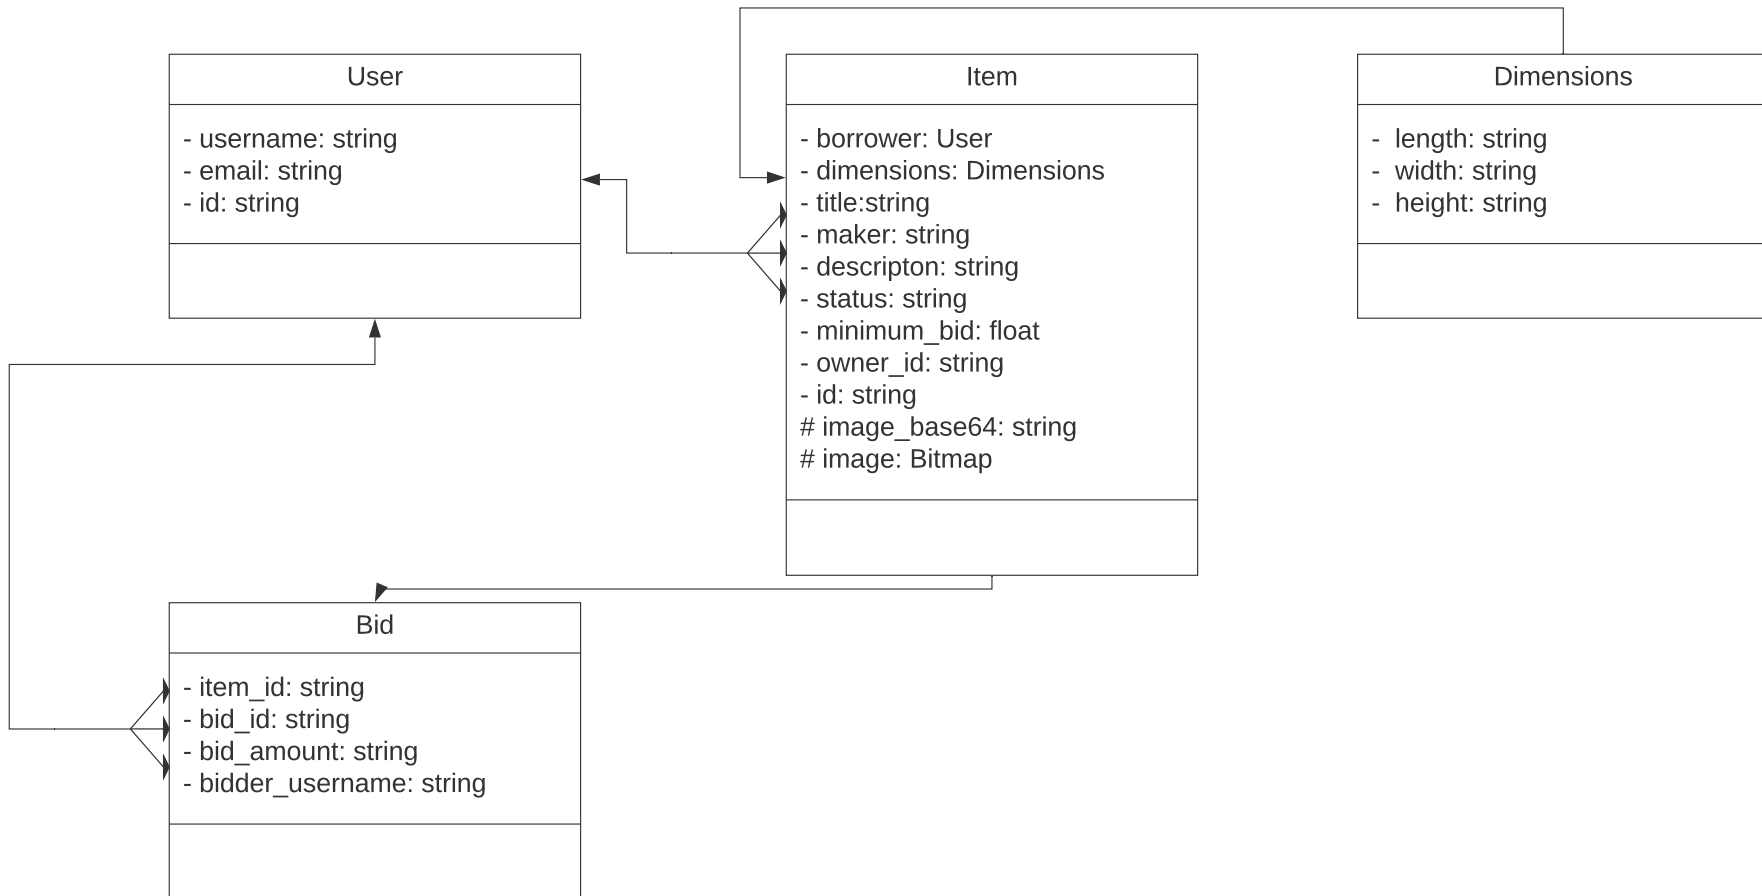 User
- username: string
- email: string
- id: string
Item
- borrower: User
- dimensions: Dimensions
- title:string
- maker: string
- descripton: string
- status: string
- minimum_bid: float
- owner_id: string
- id: string
# image_base64: string
# image: Bitmap
Dimensions
- length: string
- width: string
- height: string
Bid
- item_id: string
- bid_id: string
- bid_amount: string
- bidder_username: string